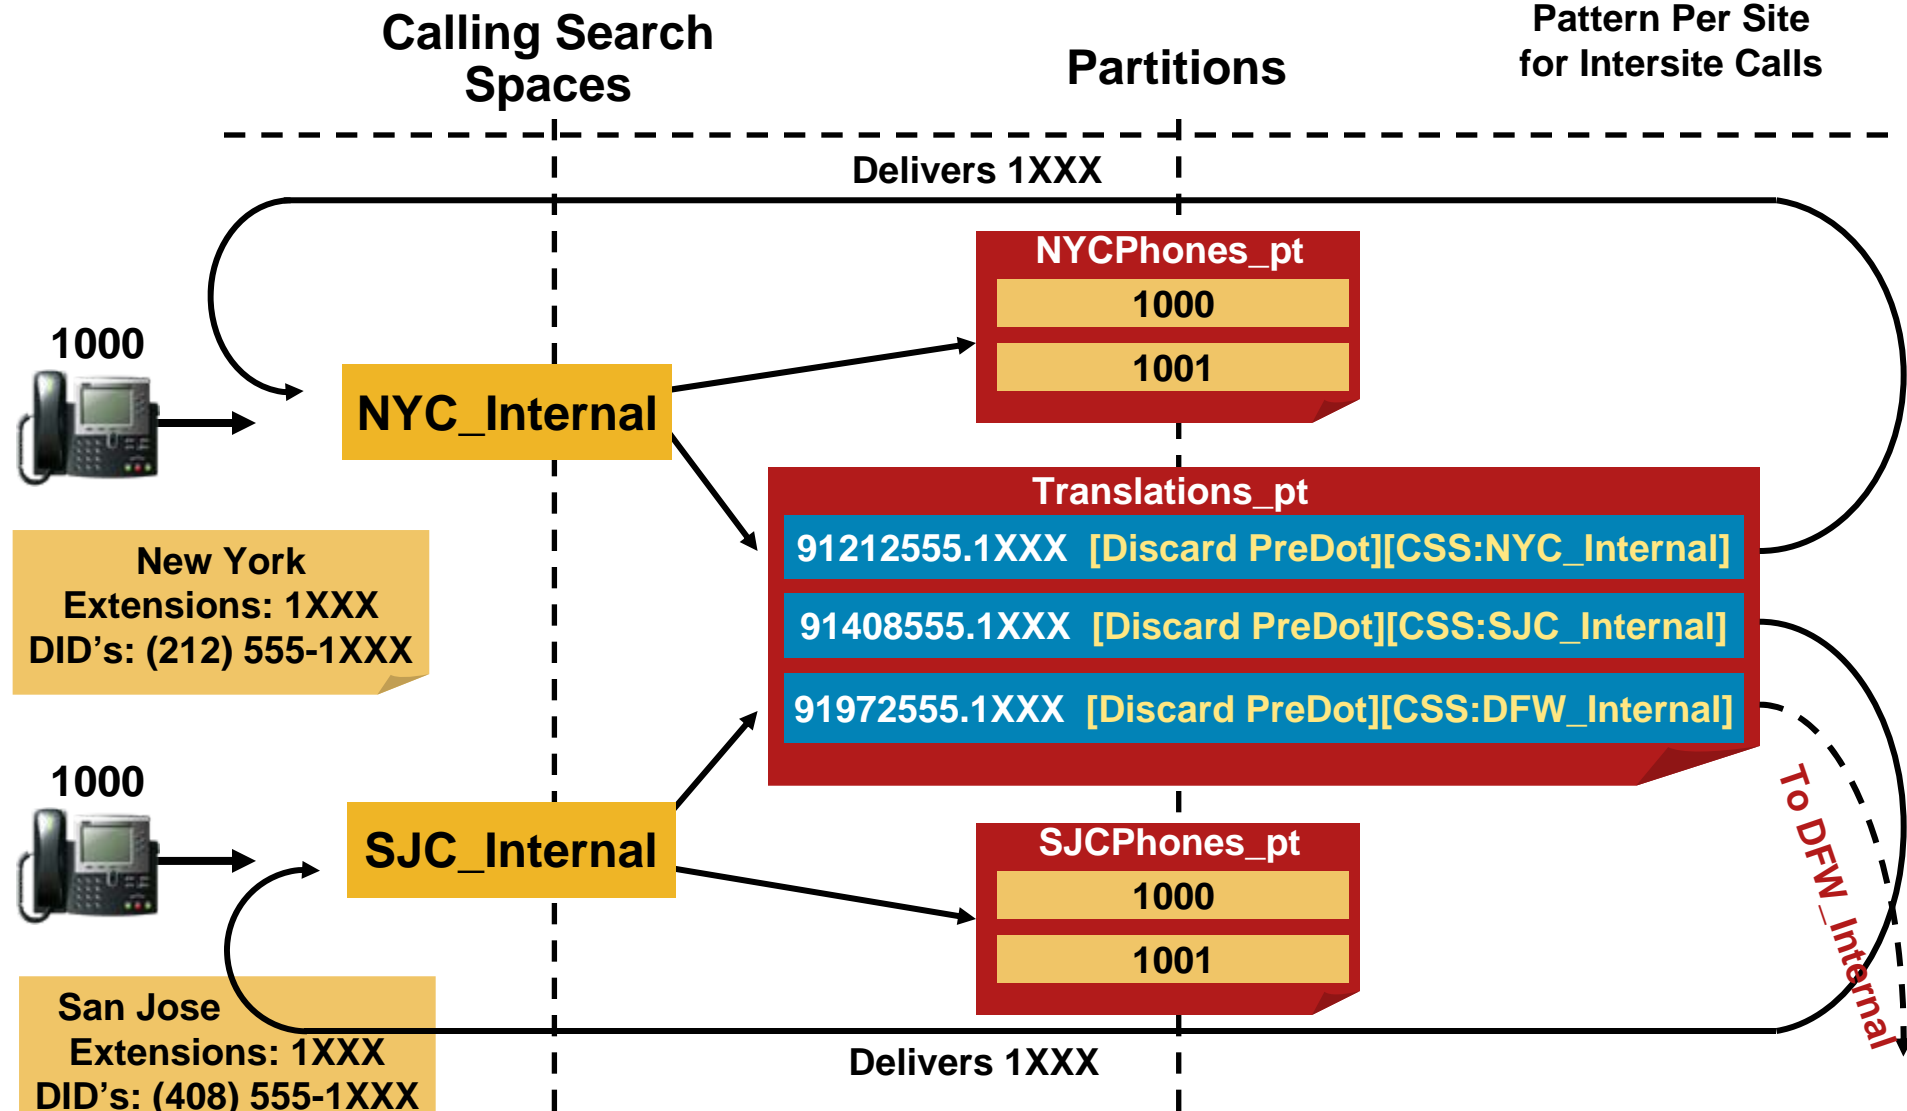 Calling Search
Spaces
Partitions
Pattern Per Site
for Intersite Calls
Delivers 1XXX
NYCPhones_pt
1000
1001
1000
NYC_Internal
Translations_pt
91212555.1XXX [Discard PreDot][CSS:NYC_Internal]
91408555.1XXX [Discard PreDot][CSS:SJC_Internal]
91972555.1XXX [Discard PreDot][CSS:DFW_Internal]
New York
Extensions: 1XXX
DID’s: (212) 555-1XXX
1000
SJC_Internal
SJCPhones_pt
1000
1001
To DFW_Internal
San Jose
Extensions: 1XXX
DID’s: (408) 555-1XXX
Delivers 1XXX